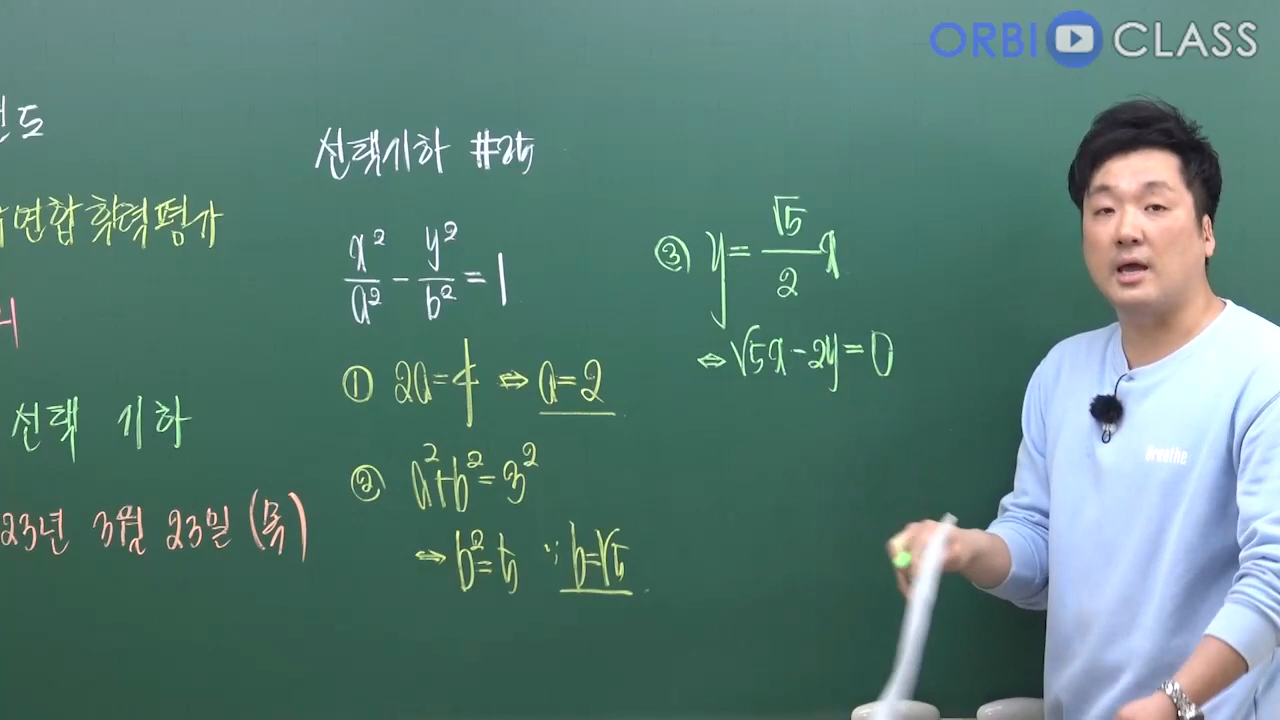 ORBI CLASS
도
연합학력평가
선택 기하
23년 3월 23일 (목)
선택기하 #25
x²/a² - y²/b² = 1
① 2a=4 ⇔ a=2
② a²+b²=3²
⇔ b²=5 ∵ b=√5
③ y= √5/2 x
⇔ √5x-2y=0
Breathe